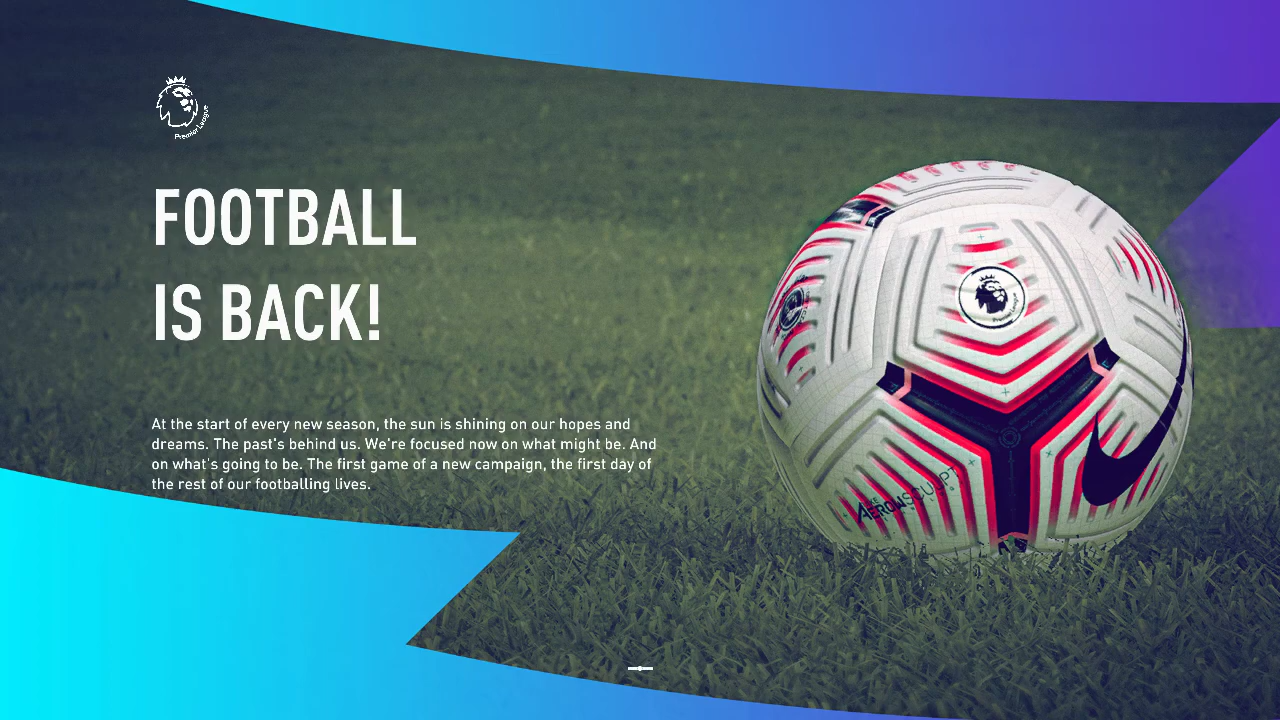 Premier League
FOOTBALL
IS BACK!
At the start of every new season, the sun is shining on our hopes and
dreams. The past's behind us. We're focused now on what might be. And
on what's going to be. The first game of a new campaign, the first day of
the rest of our footballing lives.
Premier League
AEROWSCULPT